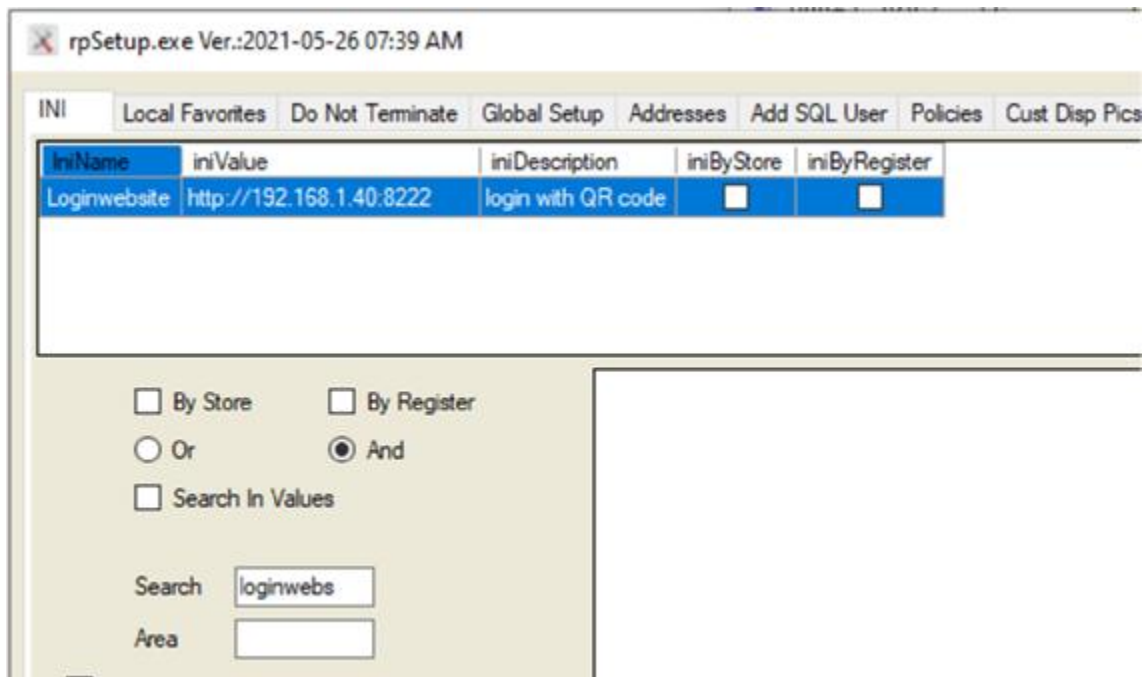 rpSetup.exe Ver.:2021-05-26 07:39 AM
INI Local Favorites Do Not Terminate Global Setup Addresses Add SQL User Policies Cust Disp Pics
IniName iniValue iniDescription iniByStore iniByRegister
Loginwebsite http://192.168.1.40:8222 login with QR code
By Store By Register
Or And
Search In Values
Search loginwebs
Area